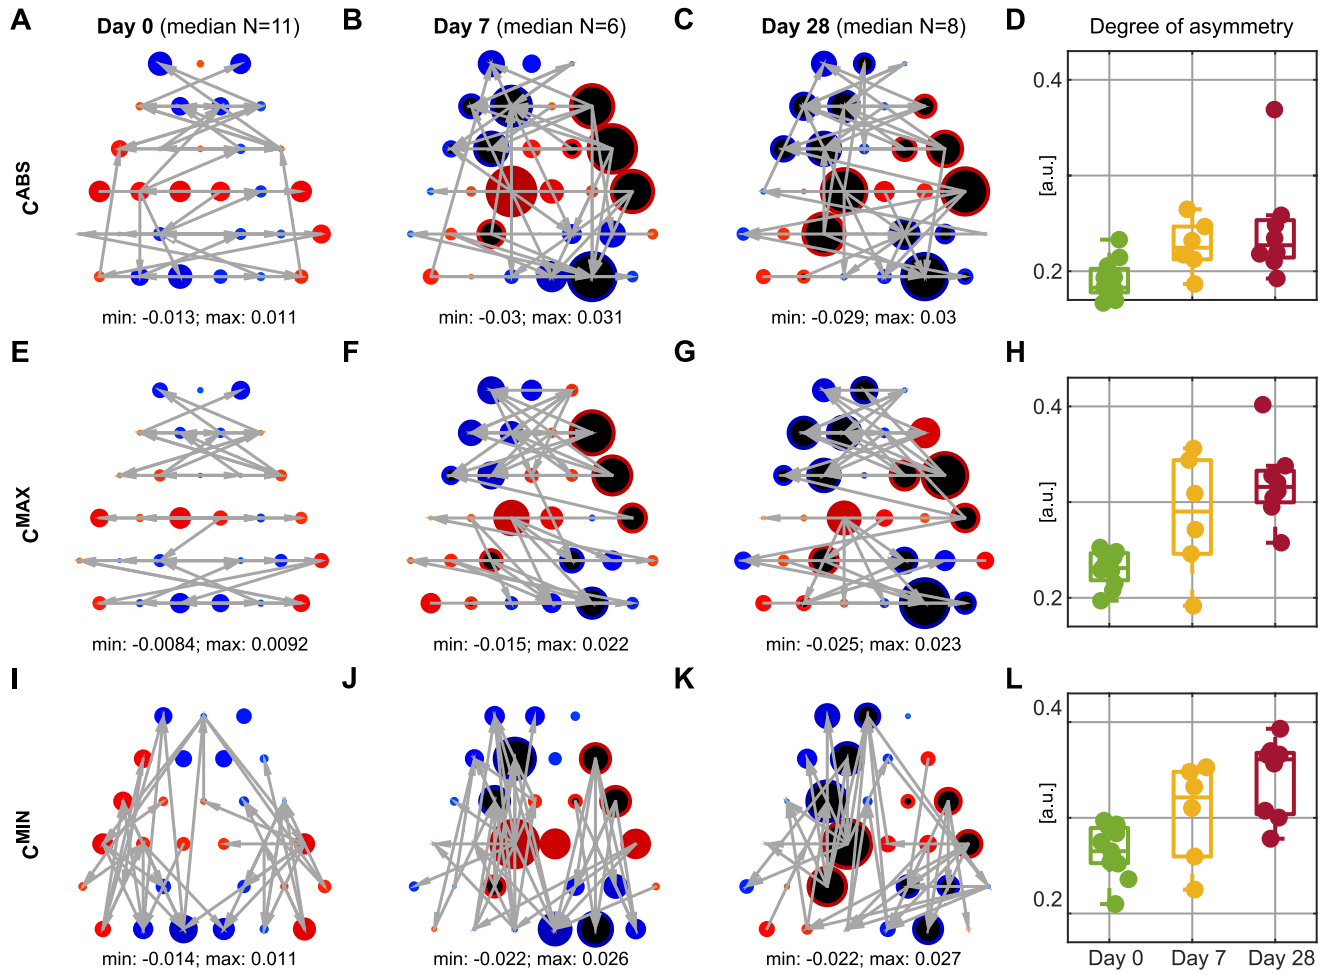 A Day 0 (median N=11) B Day 7 (median N=6) C Day 28 (median N=8) D Degree of asymmetry
C^ABS
min: -0.013; max: 0.011
min: -0.03; max: 0.031
min: -0.029; max: 0.03
0.4
[a.u.]
0.2
E F G H
C^MAX
min: -0.0084; max: 0.0092
min: -0.015; max: 0.022
min: -0.025; max: 0.023
0.4
[a.u.]
0.2
I J K L
C^MIN
min: -0.014; max: 0.011
min: -0.022; max: 0.026
min: -0.022; max: 0.027
0.4
[a.u.]
0.2
Day 0 Day 7 Day 28